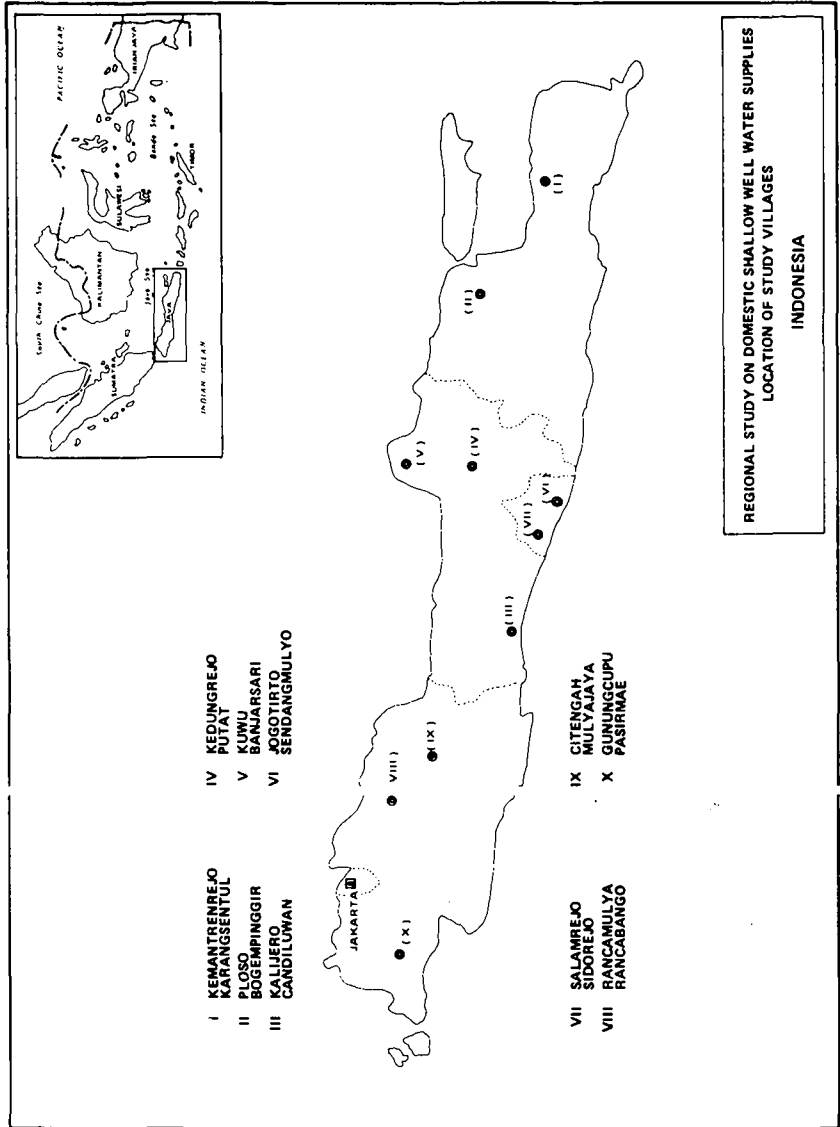 I KEMANTRENREJO
KARANGSENTUL
II PLOSO
BOGEMPINGGIR
III KALIJERO
CANDILUWAN
IV KEDUNGREJO
PUTAT
V KUWU
BANJARSARI
VI JOGOTIRTO
SENDANGMULYO
South China Sea
PACIFIC OCEAN
SUMATRA
KALIMANTAN
SULAWESI
IRIAN JAYA
Java Sea
Banda Sea
JAVA
TIMOR
INDIAN OCEAN
JAKARTA
(X)
VIII)
(IX)
(III)
(V)
(IV)
(VII)
(VI)
(II)
(I)
VII SALAMREJO
SIDOREJO
VIII RANCAMULYA
RANCABANGO
IX CITENGAH
MULYAJAYA
X GUNUNGCUPU
PASIRMAE
REGIONAL STUDY ON DOMESTIC SHALLOW WELL WATER SUPPLIES
LOCATION OF STUDY VILLAGES
INDONESIA